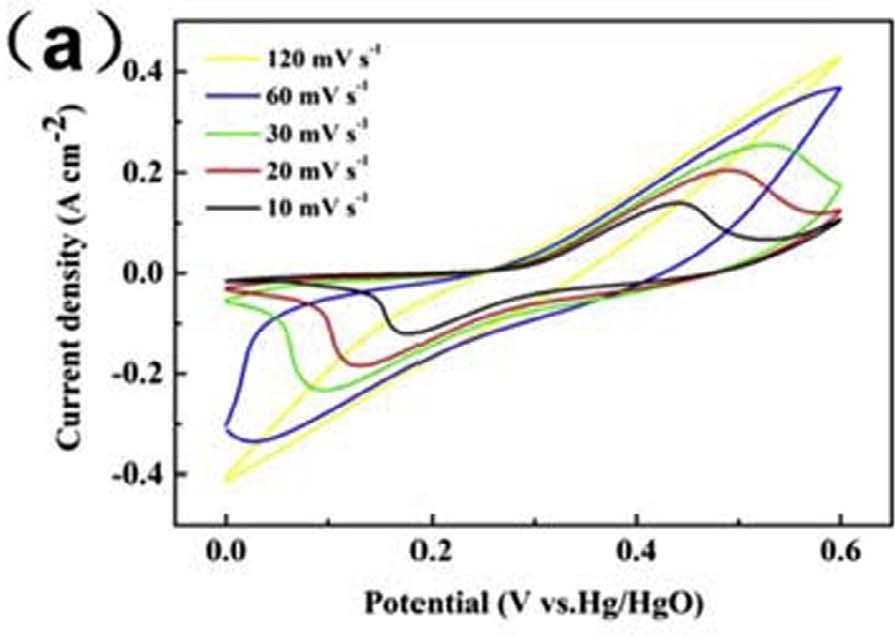 (a)
120 mV s⁻¹
60 mV s⁻¹
30 mV s⁻¹
20 mV s⁻¹
10 mV s⁻¹
0.4
0.2
0.0
-0.2
-0.4
Current density (A cm⁻²)
0.0 0.2 0.4 0.6
Potential (V vs.Hg/HgO)